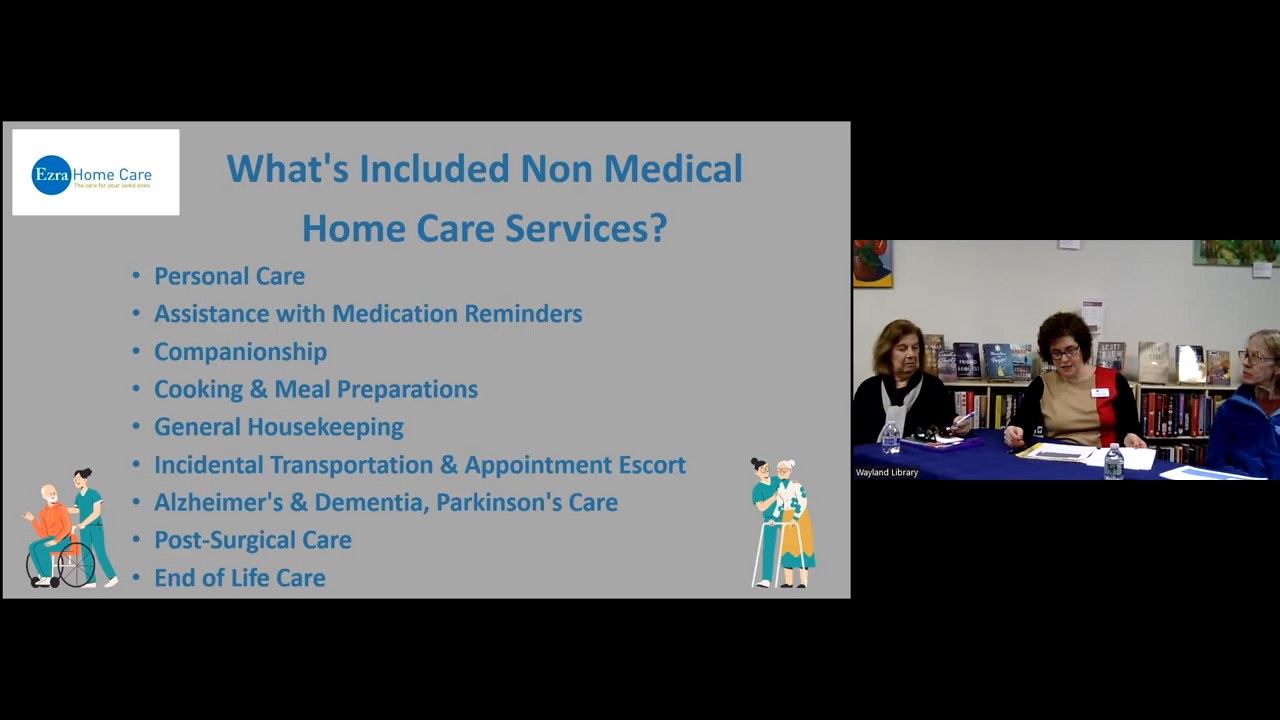 Ezra Home Care
The care for your loved ones.
What's Included Non Medical
Home Care Services?
• Personal Care
• Assistance with Medication Reminders
• Companionship
• Cooking & Meal Preparations
• General Housekeeping
• Incidental Transportation & Appointment Escort
• Alzheimer's & Dementia, Parkinson's Care
• Post-Surgical Care
• End of Life Care
Wayland Library